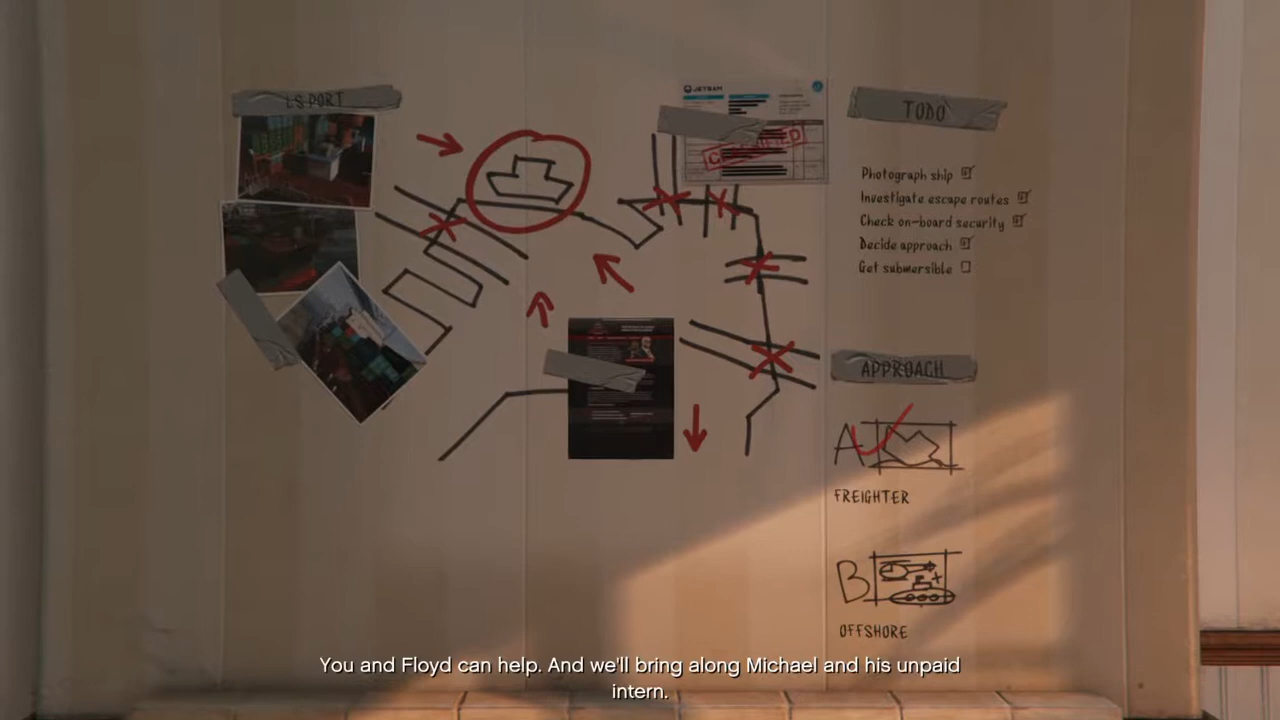 LS PORT
JETSAM
TODO
Photograph ship
Investigate escape routes
Check on-board security
Decide approach
Get submersible
APPROACH
A
FREIGHTER
B
OFFSHORE
You and Floyd can help. And we'll bring along Michael and his unpaid
intern.